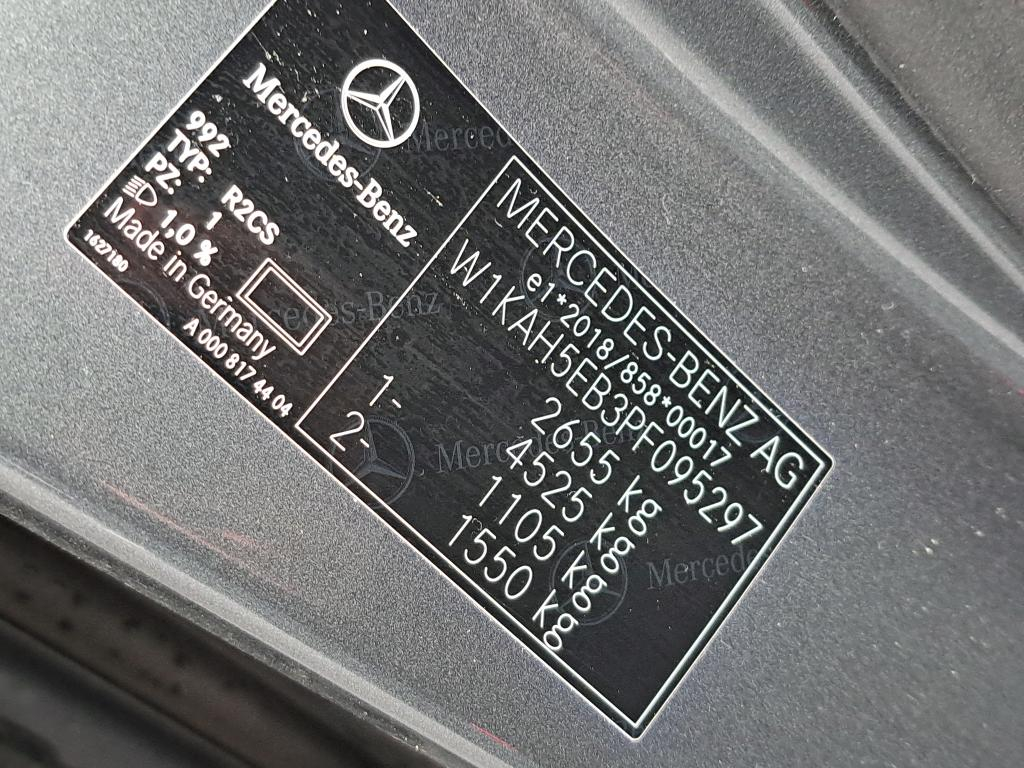 Mercedes-Benz
992
TYP: R2CS
PZ: 1
1,0 %
Made in Germany
1627180
A 000 817 44 04
MERCEDES-BENZ AG
e1*2018/858*00017
W1KAH5EB3PF095297
2655 kg
4525 kg
1- 1105 kg
2- 1550 kg